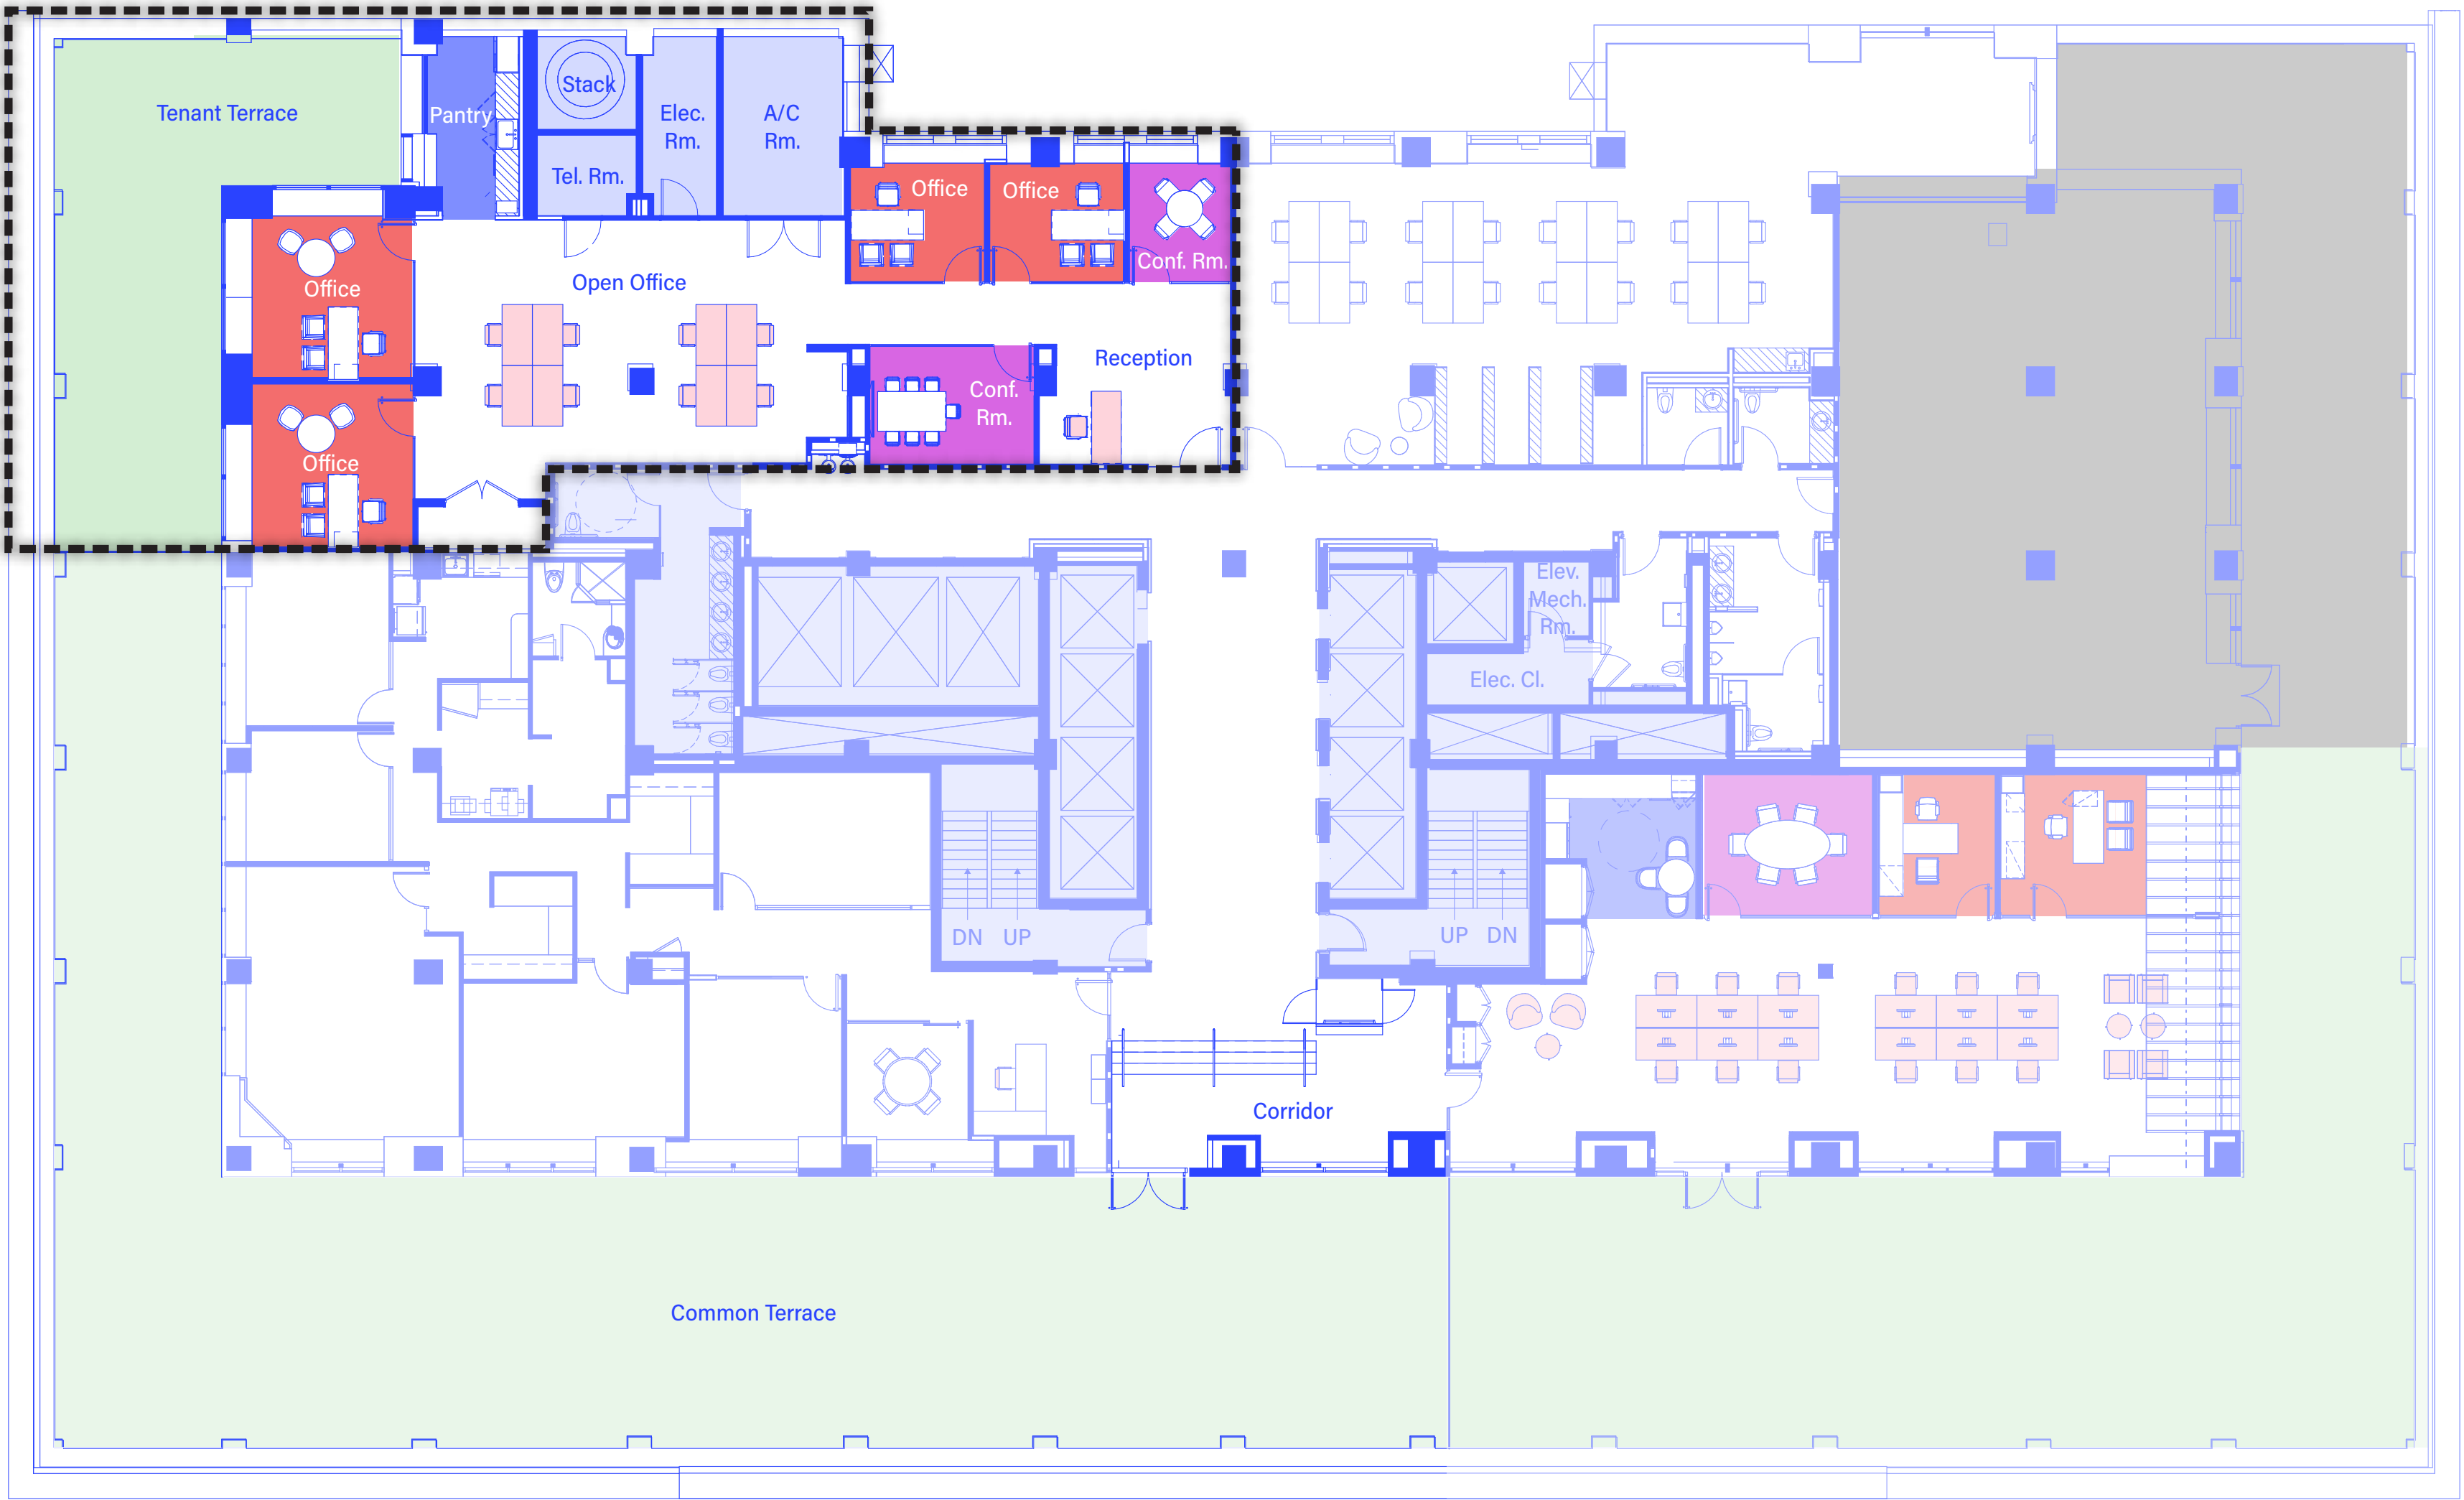 Tenant Terrace
Pantry
Stack
Elec.
Rm.
A/C
Rm.
Tel. Rm.
Office
Office
Conf. Rm.
Office
Open Office
Reception
Conf.
Rm.
Office
Elev.
Mech.
Rm.
Elec. Cl.
DN UP
UP DN
Corridor
Common Terrace